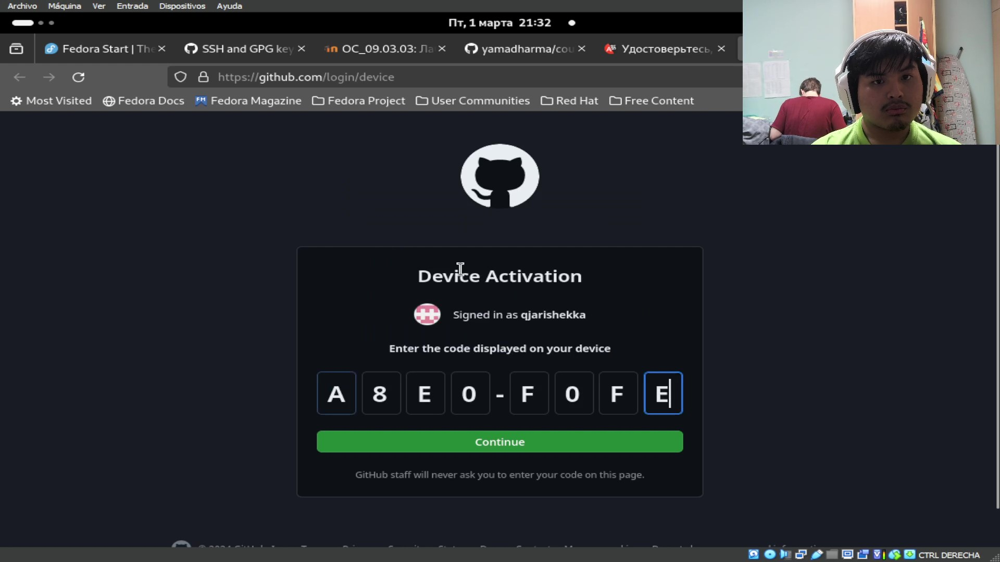 Archivo Máquina Ver Entrada Dispositivos Ayuda
Пт, 1 марта 21:32
Fedora Start | The
SSH and GPG key
ОС_09.03.03: Ла
yamadharma/cou
Удостоверьтесь,
https://github.com/login/device
Most Visited Fedora Docs Fedora Magazine Fedora Project User Communities Red Hat Free Content
Device Activation
Signed in as qjarishekka
Enter the code displayed on your device
A 8 E 0 - F 0 F E
Continue
GitHub staff will never ask you to enter your code on this page.
CTRL DERECHA